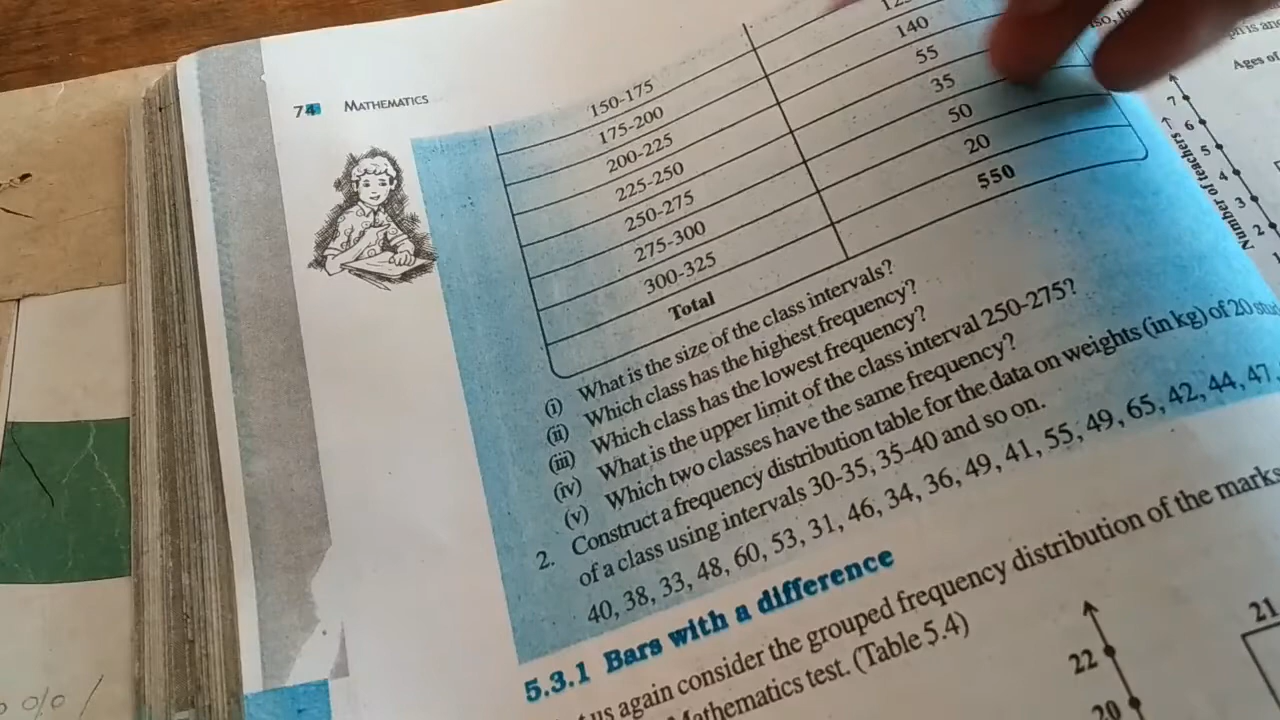 74 MATHEMATICS
140
150-175 55
175-200 35
200-225 50
225-250 20
250-275 550
275-300
300-325
Total
(i) What is the size of the class intervals?
(ii) Which class has the highest frequency?
(iii) Which class has the lowest frequency?
(iv) What is the upper limit of the class interval 250-275?
(v) Which two classes have the same frequency?
2. Construct a frequency distribution table for the data on weights (in kg) of 20
of a class using intervals 30-35, 35-40 and so on.
40, 38, 33, 48, 60, 53, 31, 46, 34, 36, 49, 41, 55, 49, 65, 42, 44, 47,
5.3.1 Bars with a difference
us again consider the grouped frequency distribution of the marks
Mathematics test. (Table 5.4)
Ages of
Number of teachers
7
6
5
4
3
2
22
20
21